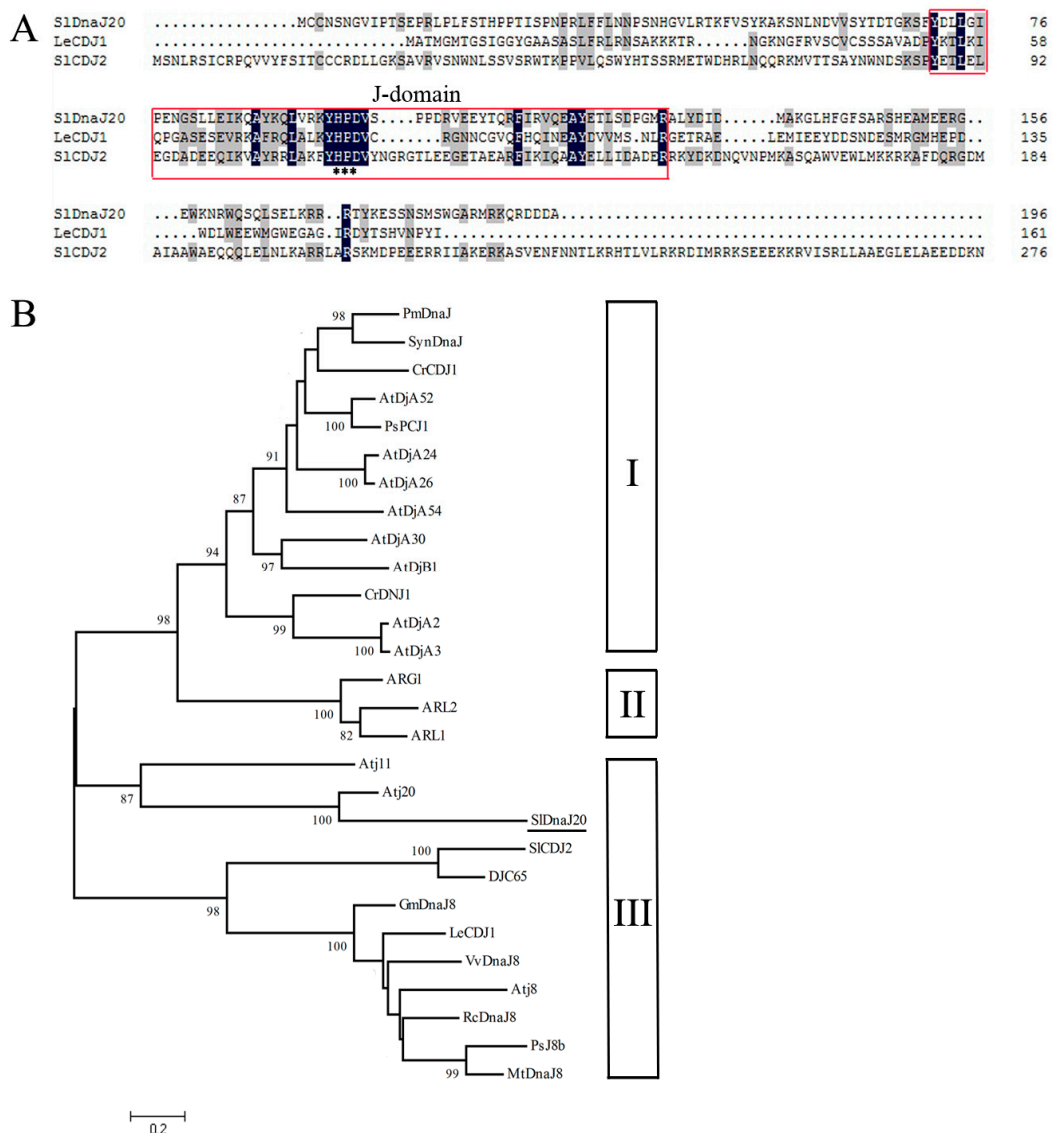 A
SlDnaJ20 ................MCCNSNGVIPTSEPRLPLFSTHPPTISPNPRLFFLNNPSNHGVLRTKFVSYKAKSNLNDVVSYTDTGKSFYDLLGI 76
LeCDJ1 ............................MATMGMTGSIGGYGAASASLFRLRNSAKKKTR......NGKNGFRVSCVCSSSAVADPYKTLKI 58
SlCDJ2 MSNLRSICRPQVVYFSITCCCCRDLLGKSAVRVSNWNLSSVSRWTKPPVLQSWYHTSSRMETWDHRLNQQRKMVTTSAYNWNDSKSPYETLEL 92
J-domain
SlDnaJ20 PENGSLLEIKQAYKQLVRKYHPDVS....PPDRVEEYTQRFIRVQEAYETLSDPGMRALYDID......MAKGLHFGFSARSHEAMEERG. 156
LeCDJ1 QPGASESEVRKAFRQLALKYHPDVC.....RGNNCGVQFHQINEAYDVVMS.NLRGETRAE......LEMIEEYDDSNDESMRGMHEPD. 135
SlCDJ2 EGDADEEQIKVAYRRLAKFYHPDVYNGRGTLEEGETAEARFIKIQAAYELLIDADERRKYDKDNQVNPMKASQAWVEWLMKKRKAFDQRGDM 184
***
SlDnaJ20 ...EWKNRWQSQLSELKRR..RTYKESSNSMSWGARMRKQRDDDA................................................ 196
LeCDJ1 .....WDLWEEWMGWEGAG.IRDYTSHVNPYI............................................................. 161
SlCDJ2 AIAAWAEQQQLELNLKARRLARSKMDPEEERRIIAKERKASVENFNNTLKRHTLVLRKRDIMRRKSEEEKKRVISRLLAAEGLELAEEDDKN 276
B
98
PmDnaJ
SynDnaJ
CrCDJ1
AtDjA52
100
PsPCJ1
AtDjA24
91
100
AtDjA26
I
87
AtDjA54
AtDjA30
94
97
AtDjB1
CrDNJ1
98
99
AtDjA2
100
AtDjA3
ARG1
100
ARL2
II
82
ARL1
Atj11
87
Atj20
100
SlDnaJ20
100
SlCDJ2
DJC65
98
GmDnaJ8
III
100
LeCDJ1
VvDnaJ8
Atj8
RcDnaJ8
PsJ8b
99
MtDnaJ8
0.2